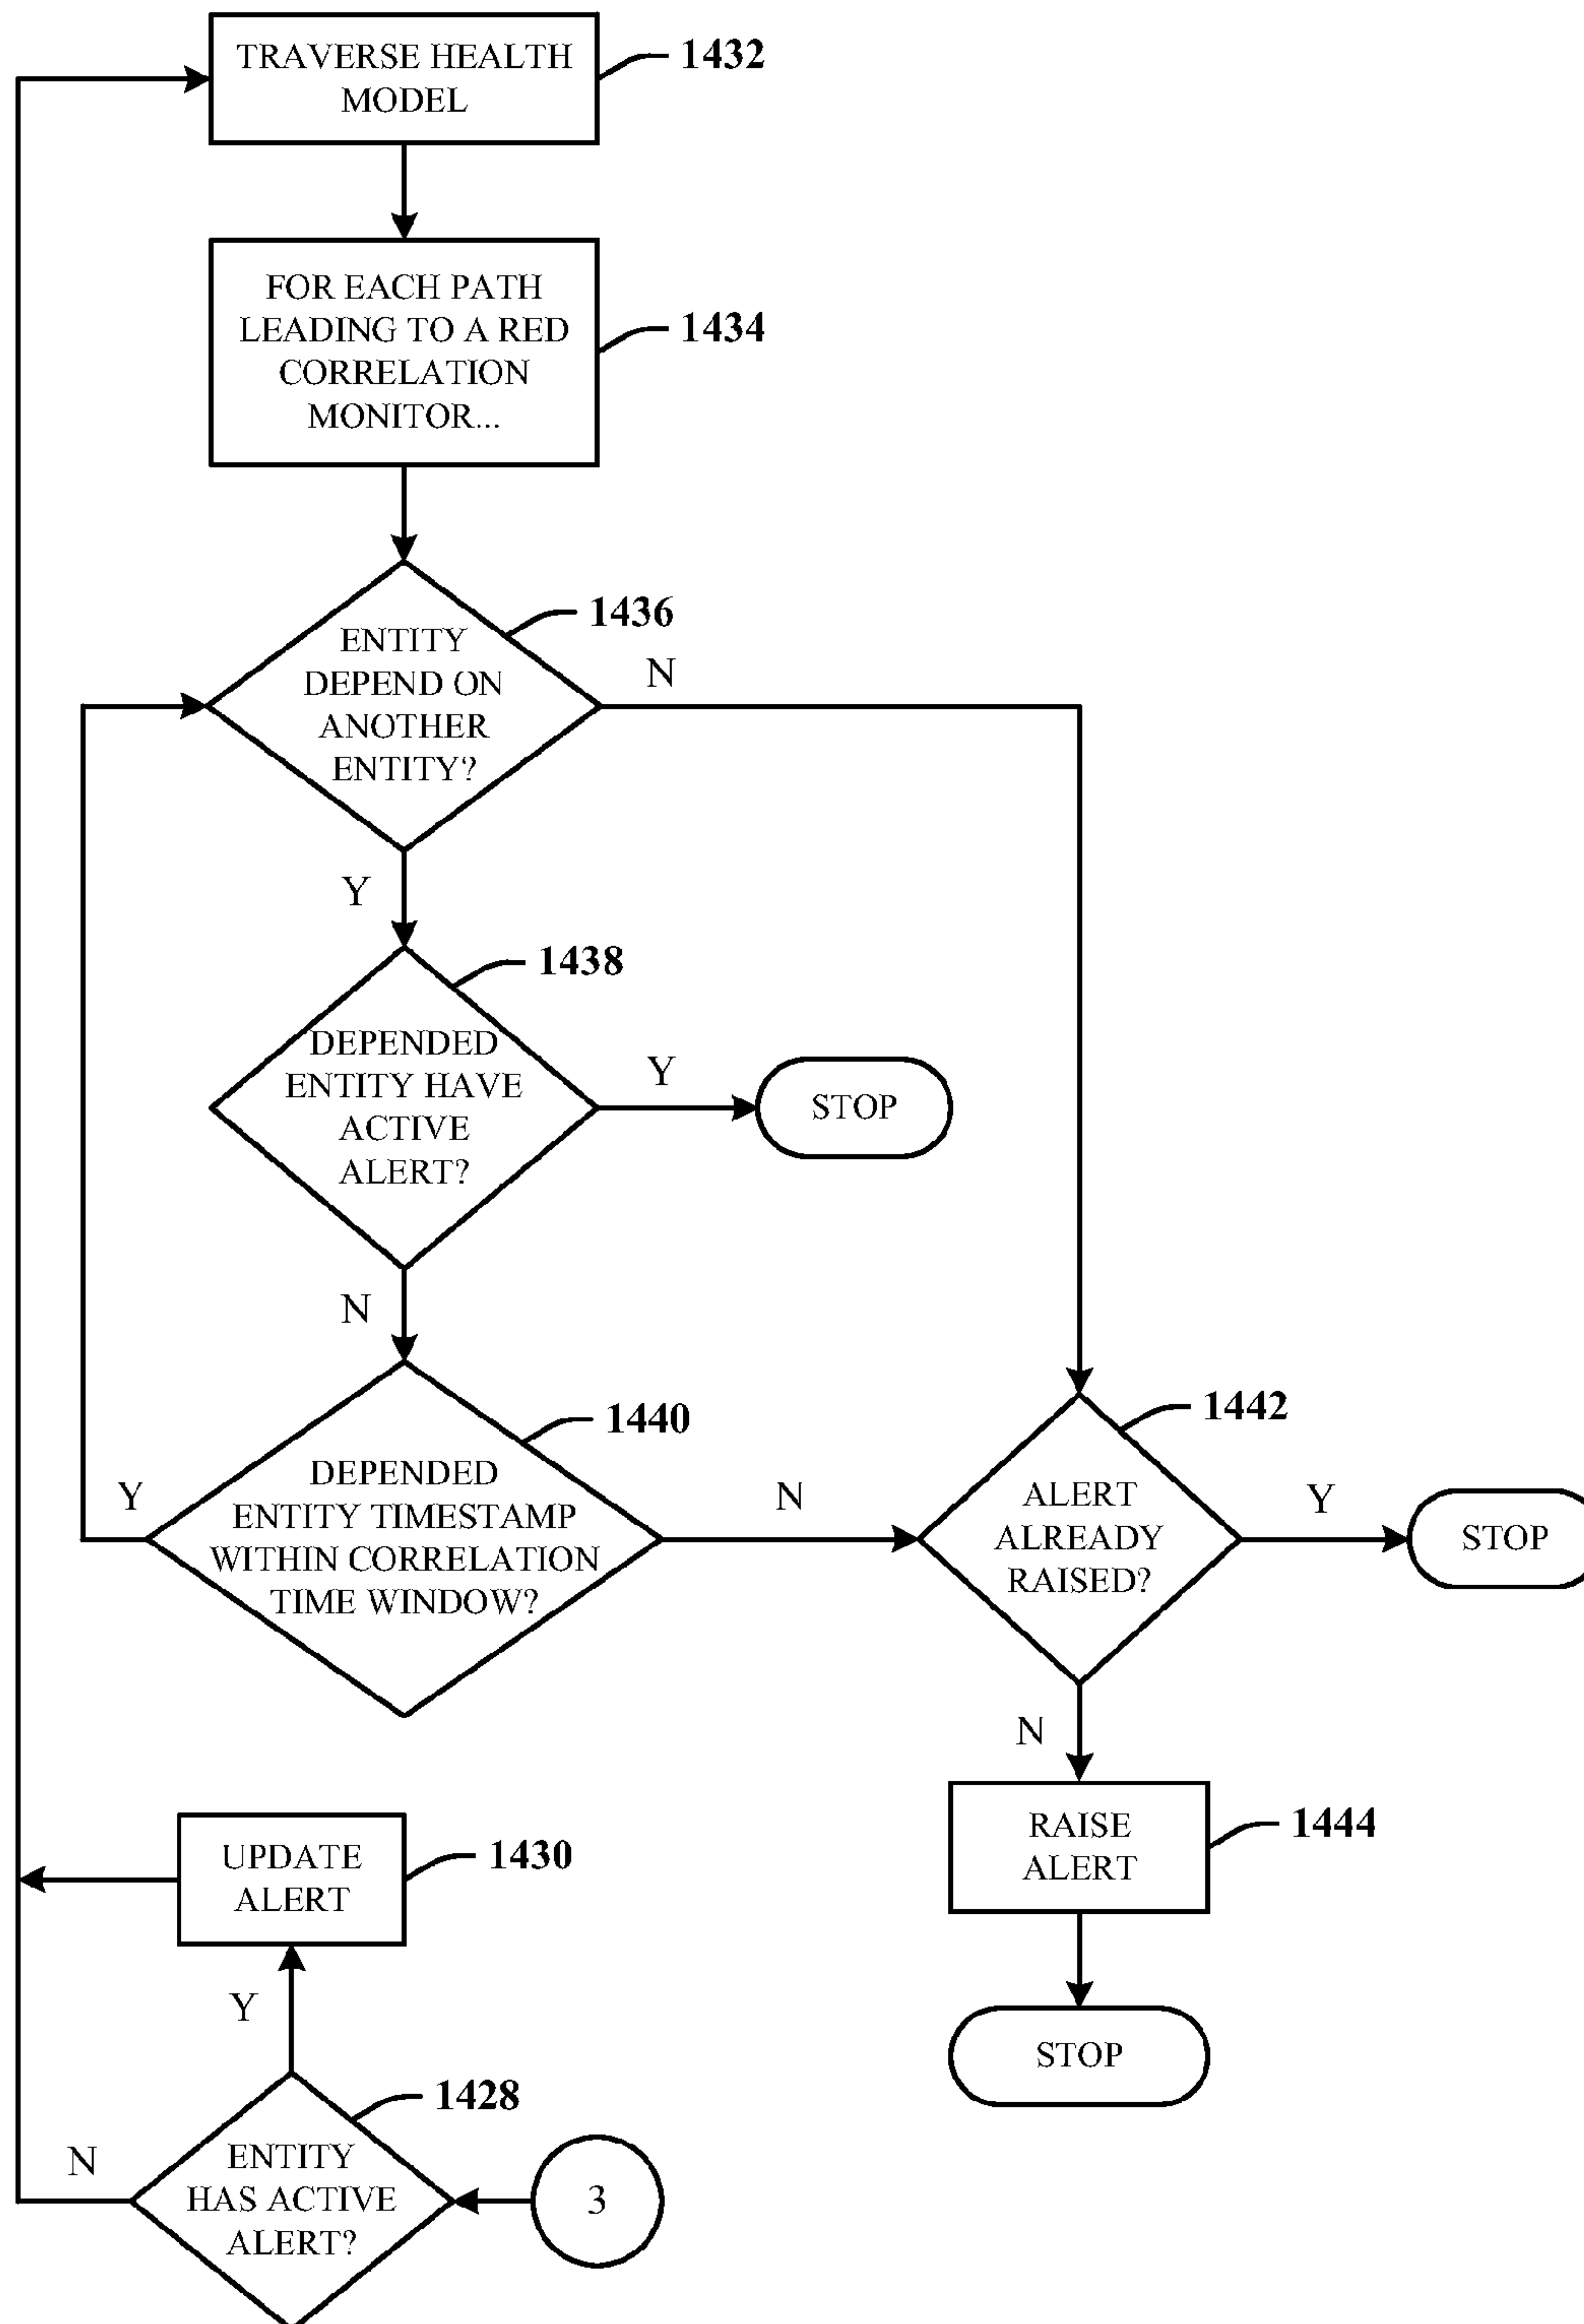 TRAVERSE HEALTH
MODEL
1432
FOR EACH PATH
LEADING TO A RED
CORRELATION
MONITOR...
1434
ENTITY
DEPEND ON
ANOTHER
ENTITY?
1436
N
Y
DEPENDED
ENTITY HAVE
ACTIVE
ALERT?
1438
Y
STOP
N
DEPENDED
ENTITY TIMESTAMP
WITHIN CORRELATION
TIME WINDOW?
1440
Y
N
ALERT
ALREADY
RAISED?
1442
Y
STOP
N
RAISE
ALERT
1444
STOP
UPDATE
ALERT
1430
Y
ENTITY
HAS ACTIVE
ALERT?
1428
N
3